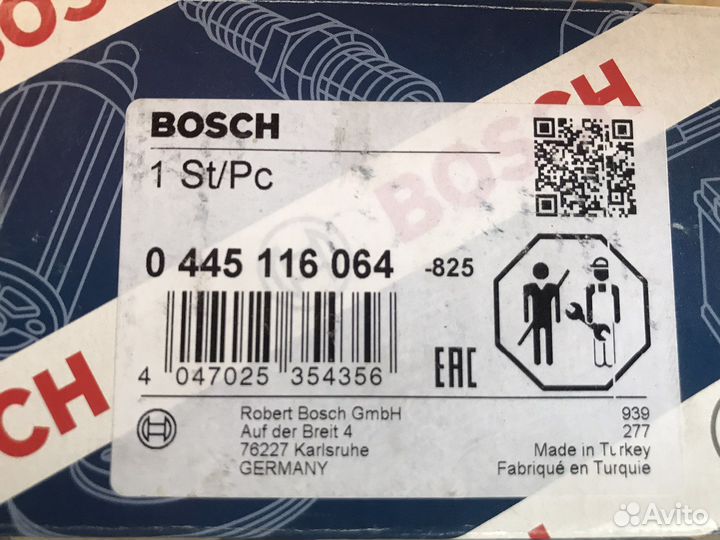 BOSCH
BOSCH
BOSCH
BOSCH
1 St/Pc
0 445 116 064 -825
4 047025 354356
EAC
Robert Bosch GmbH
Auf der Breit 4
76227 Karlsruhe
GERMANY
939
277
Made in Turkey
Fabriqué en Turquie
Avito